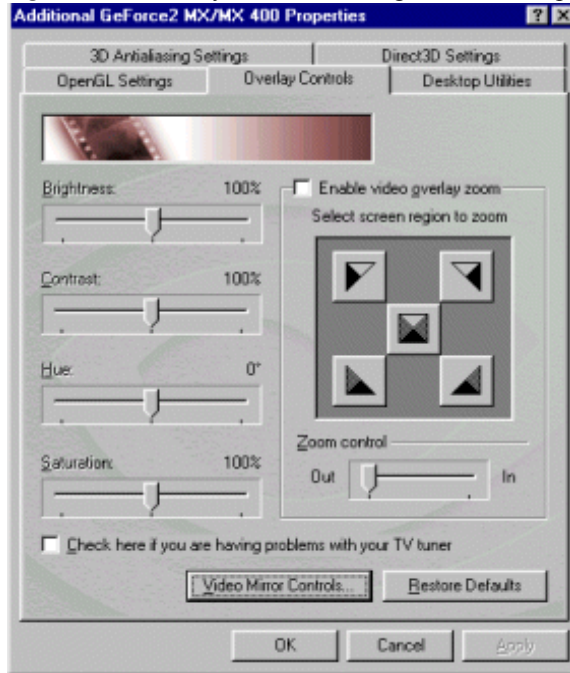 Additional GeForce2 MX/MX 400 Properties
3D Antialiasing Settings Direct3D Settings
OpenGL Settings Overlay Controls Desktop Utilities
Brightness: 100%
Enable video overlay zoom
Select screen region to zoom
Contrast: 100%
Hue: 0°
Zoom control
Saturation: 100%
Out In
Check here if you are having problems with your TV tuner
Video Mirror Controls... Restore Defaults
OK Cancel Apply